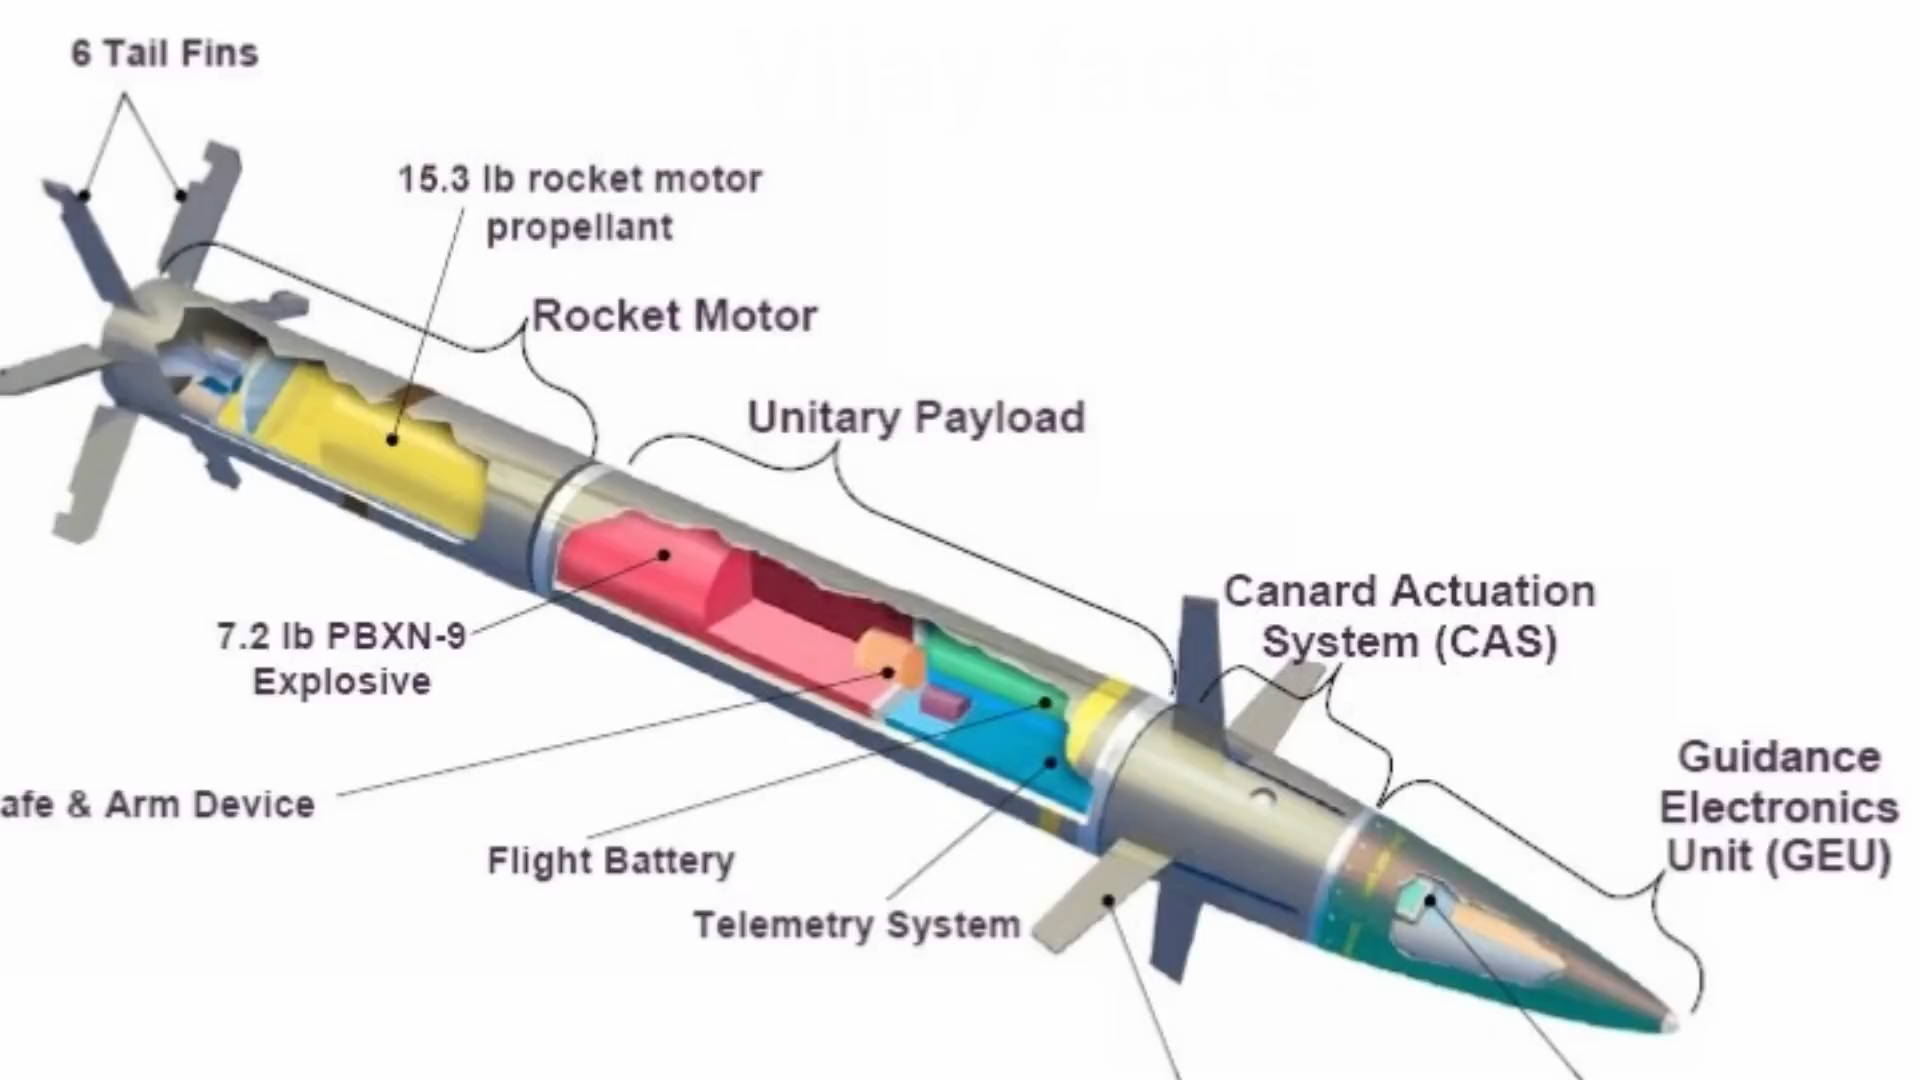 6 Tail Fins
15.3 lb rocket motor
propellant
Rocket Motor
Unitary Payload
Canard Actuation
System (CAS)
7.2 lb PBXN-9
Explosive
Guidance
Electronics
Unit (GEU)
afe & Arm Device
Flight Battery
Telemetry System